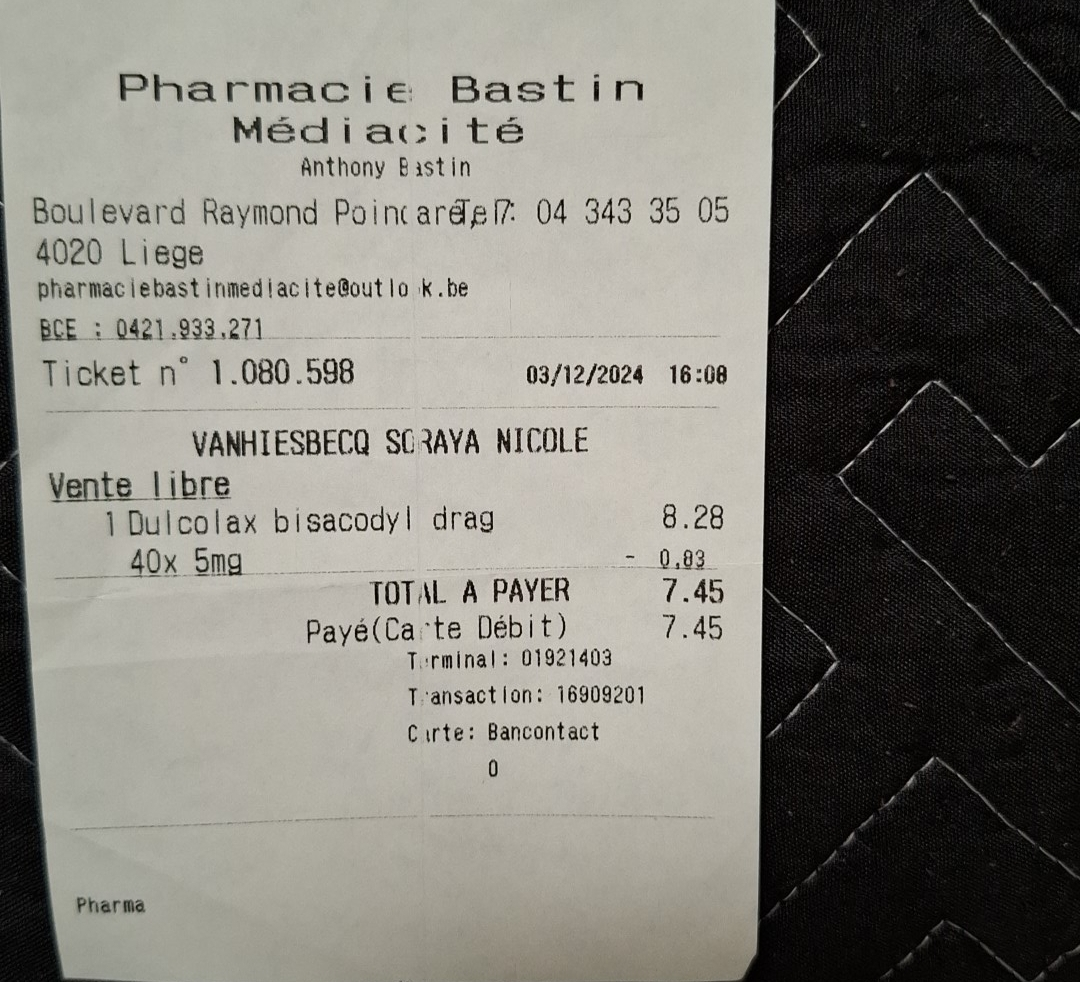 Pharmacie Bastin
Médiacité
Anthony Bastin
Boulevard Raymond Poincaré,7 Tel : 04 343 35 05
4020 Liege
pharmaciebastinmediacite@outlook.be
BCE : 0421.933.271
Ticket n° 1.080.598 03/12/2024 16:08
VANHIESBECQ SORAYA NICOLE
Vente libre
1 Dulcolax bisacodyl drag 8.28
40x 5mg - 0.83
TOTAL A PAYER 7.45
Payé(Carte Débit) 7.45
Terminal: 01921403
Transaction: 16909201
Carte: Bancontact
0
Pharma